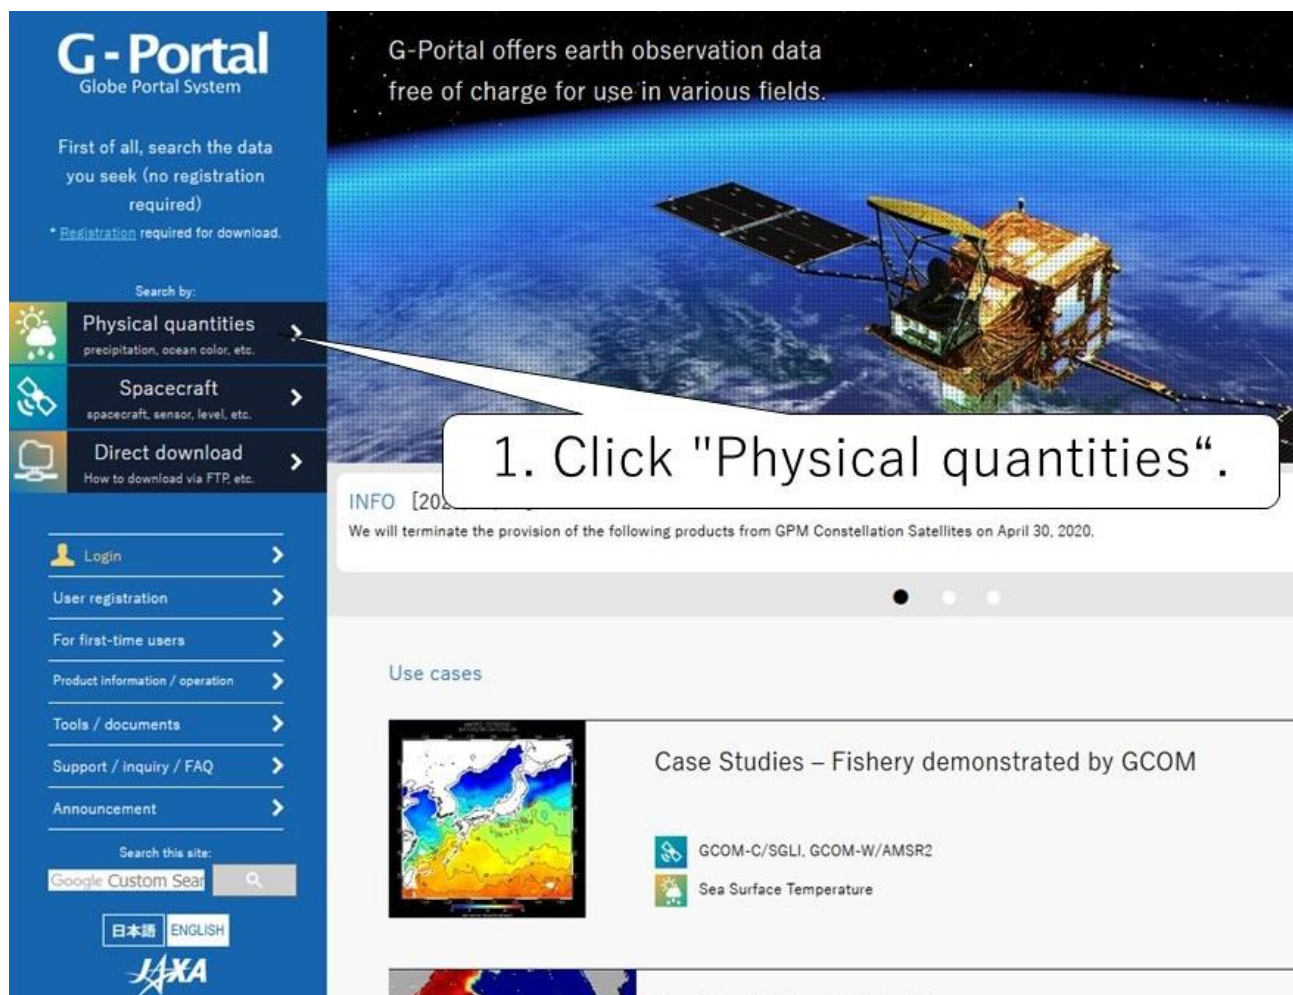 G-Portal
Globe Portal System
First of all, search the data
you seek (no registration
required)
* Registration required for download.
Search by:
Physical quantities
precipitation, ocean color, etc.
Spacecraft
spacecraft, sensor, level, etc.
Direct download
How to download via FTP, etc.
Login
User registration
For first-time users
Product information / operation
Tools / documents
Support / inquiry / FAQ
Announcement
Search this site:
Google Custom Sear
日本語 ENGLISH
JAXA
G-Portal offers earth observation data
free of charge for use in various fields.
1. Click "Physical quantities“.
INFO
We will terminate the provision of the following products from GPM Constellation Satellites on April 30, 2020.
Use cases
Case Studies – Fishery demonstrated by GCOM
GCOM-C/SGLI, GCOM-W/AMSR2
Sea Surface Temperature